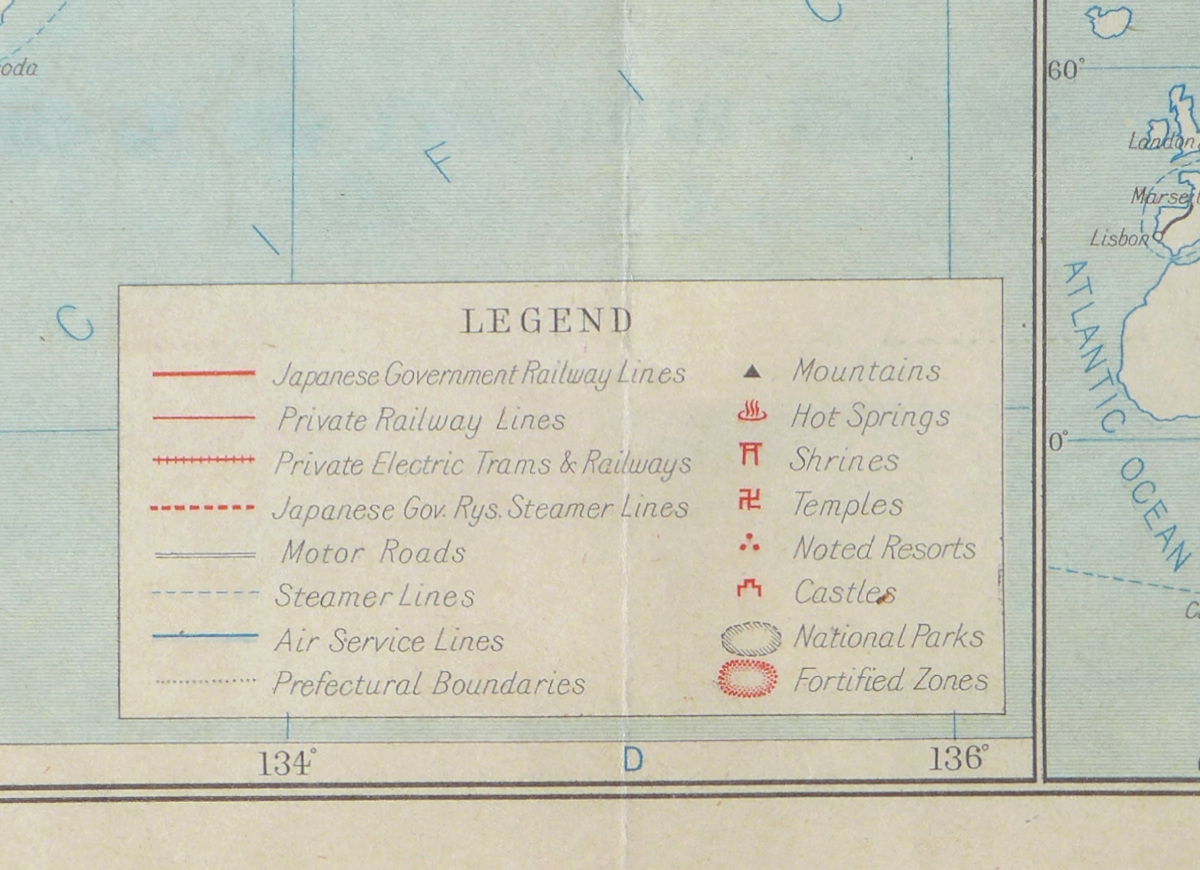 C
60°
oda
I
F
London
Marseil
I
Lisbon
C
ATLANTIC
OCEAN
0°
LEGEND
Japanese Government Railway Lines
Private Railway Lines
Private Electric Trams & Railways
Japanese Gov. Rys. Steamer Lines
Motor Roads
Steamer Lines
Air Service Lines
Prefectural Boundaries
Mountains
Hot Springs
Shrines
Temples
Noted Resorts
Castles
National Parks
Fortified Zones
134°
D
136°